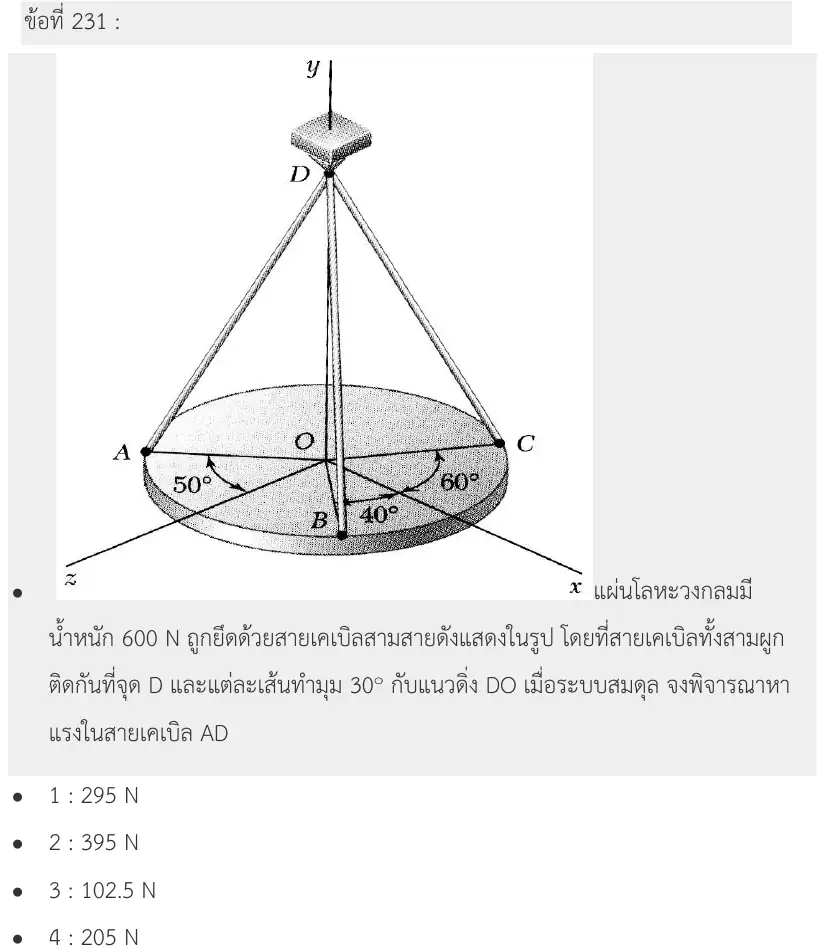 ข้อที่ 231 :
y
D
A
O
C
50°
60°
B
40°
z
x
แผ่นโลหะวงกลมมี
น้ำหนัก 600 N ถูกยึดด้วยสายเคเบิลสามสายดังแสดงในรูป โดยที่สายเคเบิลทั้งสามผูก
ติดกันที่จุด D และแต่ละเส้นทำมุม 30° กับแนวดิ่ง DO เมื่อระบบสมดุล จงพิจารณาหา
แรงในสายเคเบิล AD
1 : 295 N
2 : 395 N
3 : 102.5 N
4 : 205 N